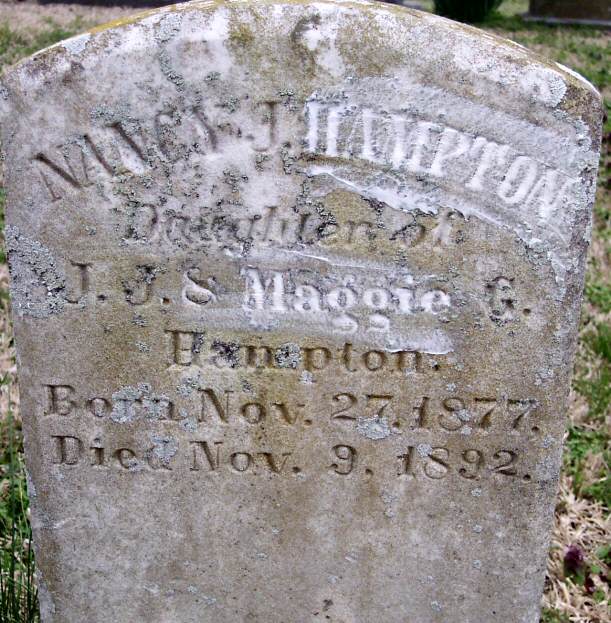 NANCY J. HAMPTON
Daughter of
J. J. & Maggie G.
Hampton.
Born Nov. 27, 1877.
Died Nov. 9, 1892.